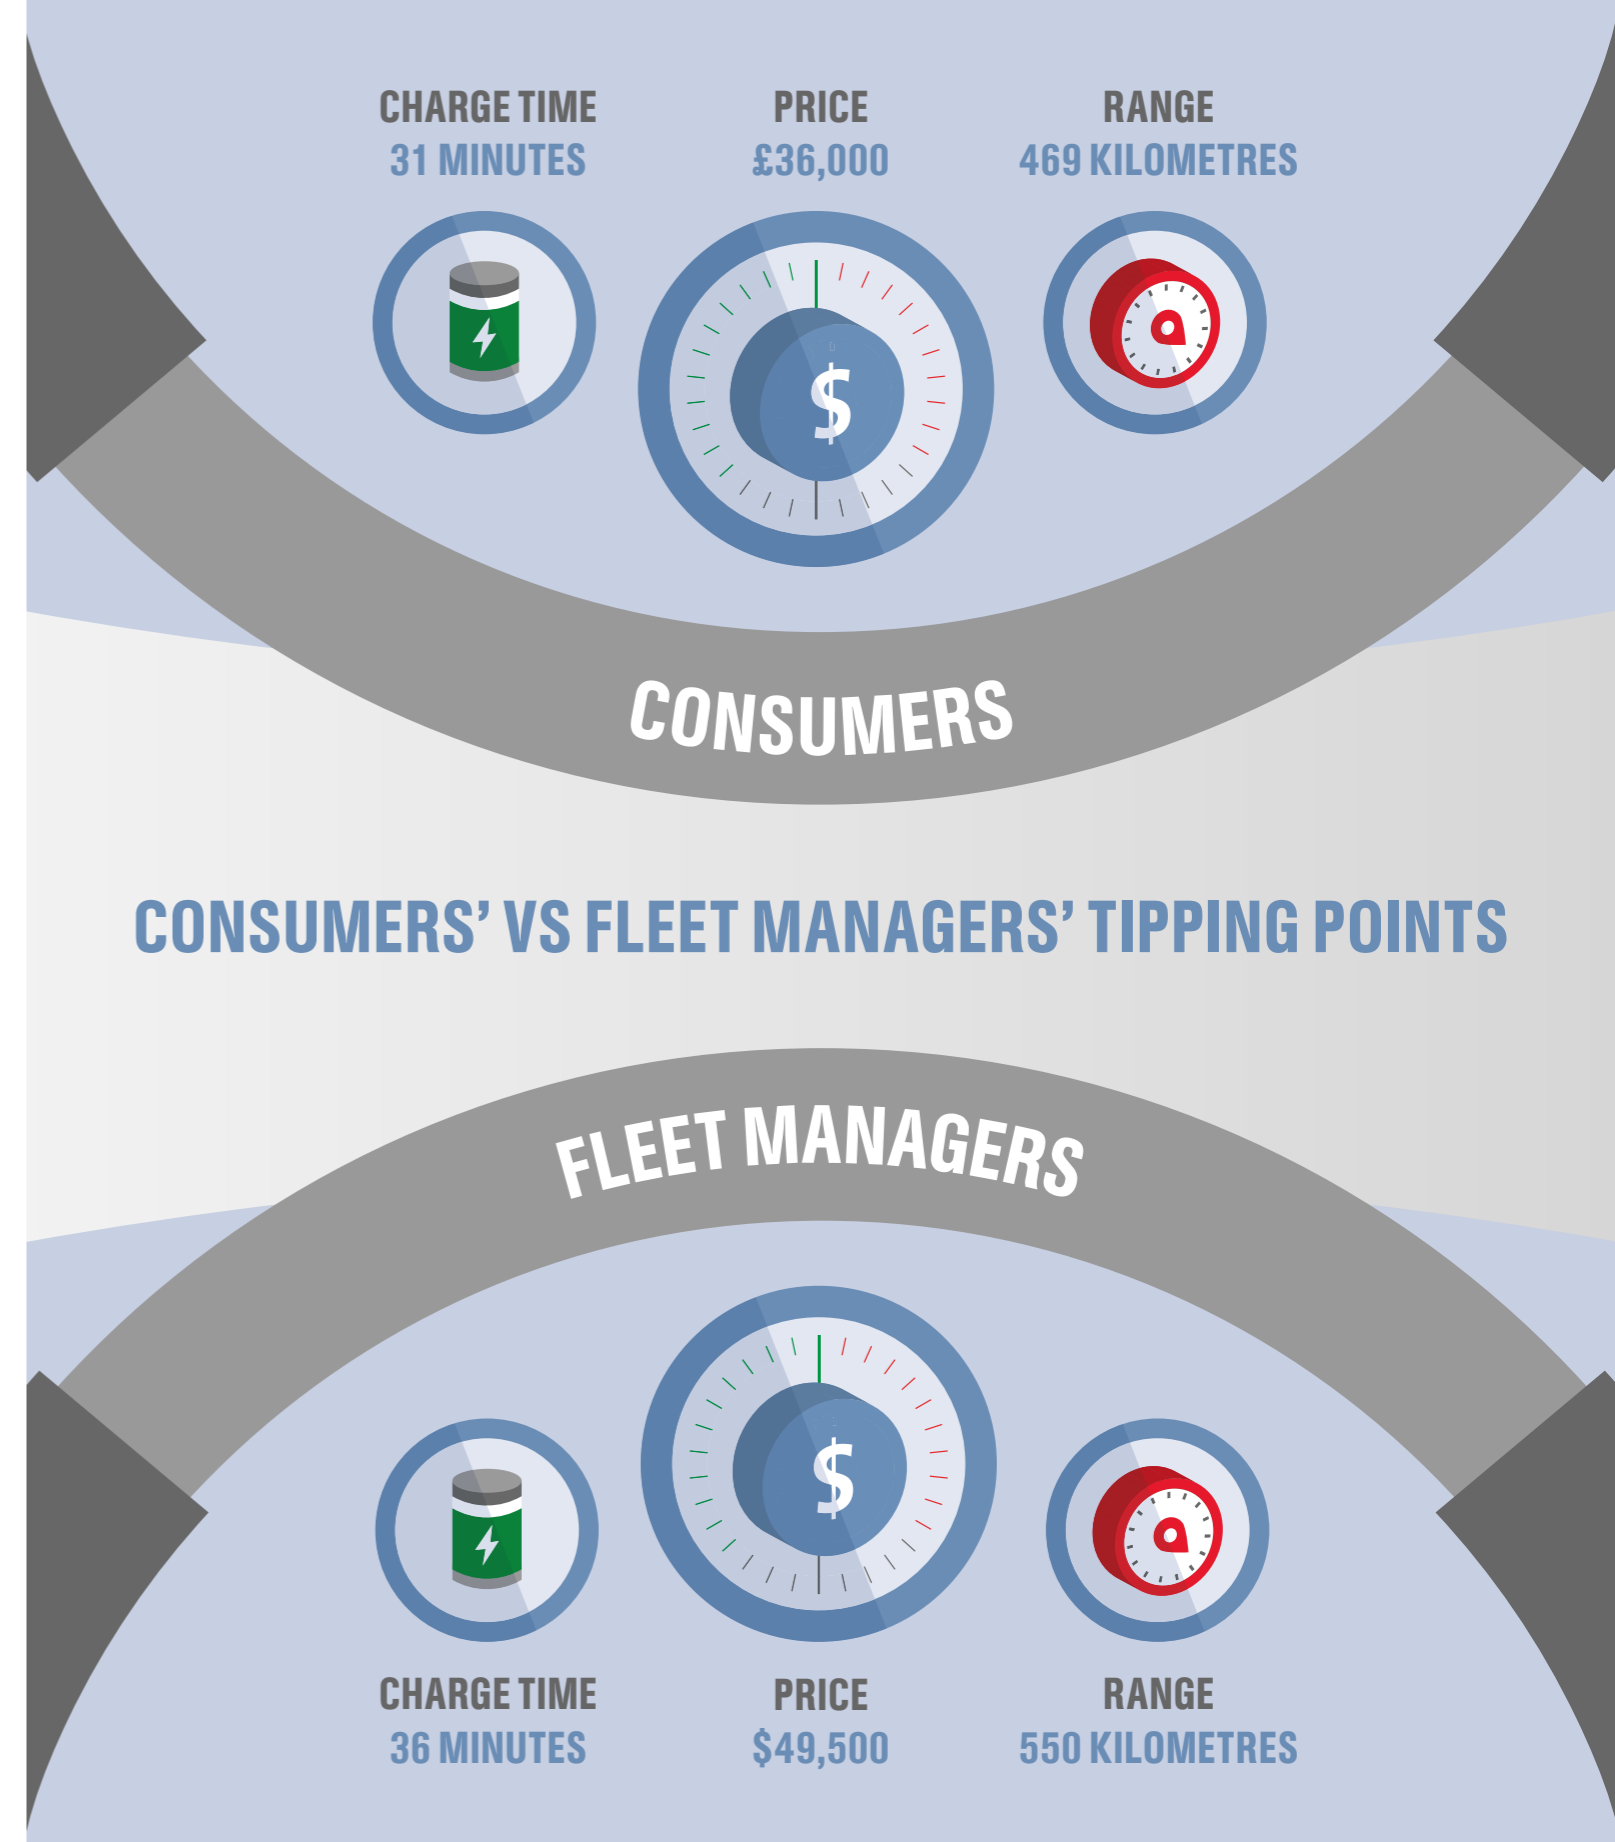 CHARGE TIME
31 MINUTES
PRICE
£36,000
RANGE
469 KILOMETRES
$
CONSUMERS
CONSUMERS’ VS FLEET MANAGERS’ TIPPING POINTS
FLEET MANAGERS
$
CHARGE TIME
36 MINUTES
PRICE
$49,500
RANGE
550 KILOMETRES